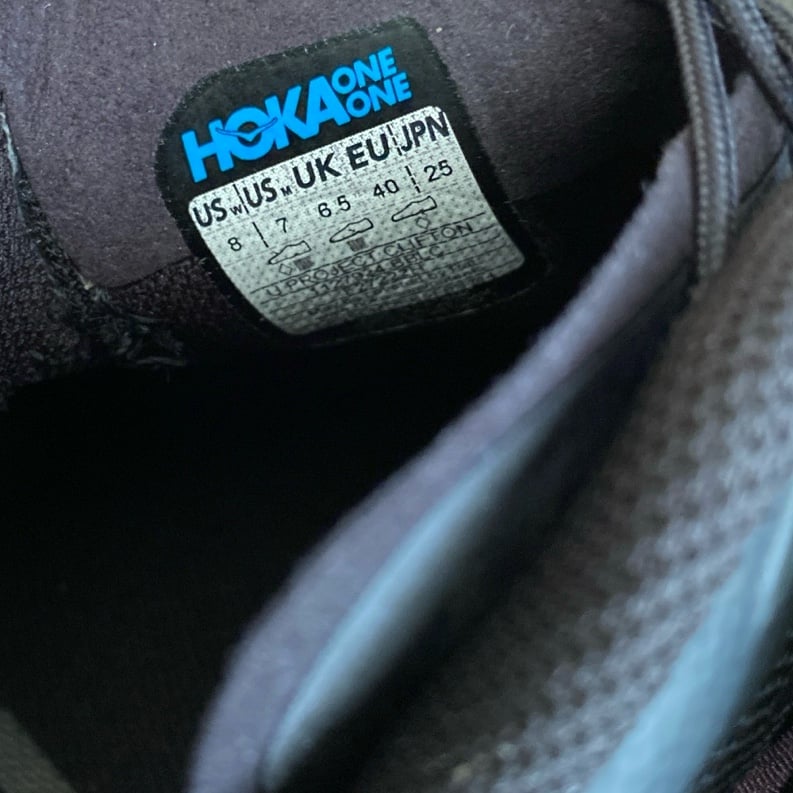 HOKA ONE ONE
US W US M UK EU JPN
8 7 6.5 40 25
U PROJECT CLIFTON